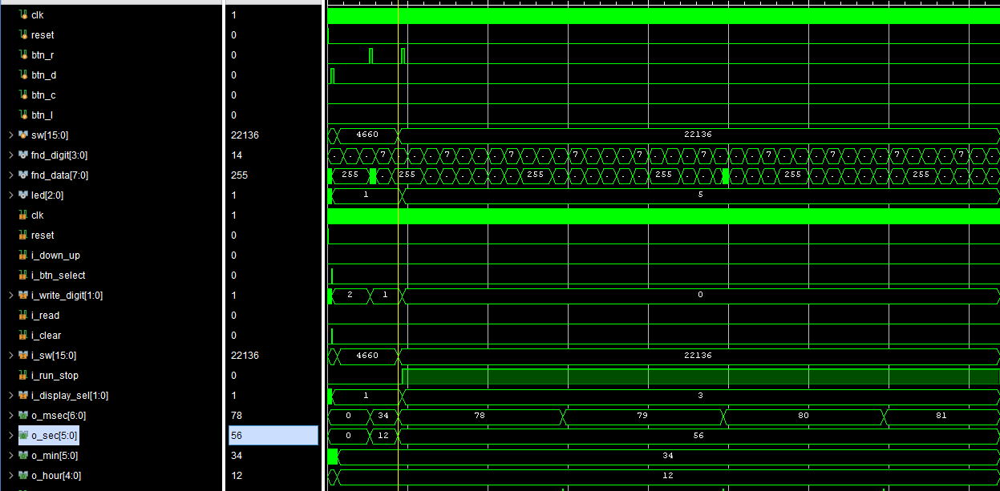 clk 1
reset 0
btn_r 0
btn_d 0
btn_c 0
btn_l 0
sw[15:0] 22136 4660 22136
fnd_digit[3:0] 14 7 7 7 7 7 7 7 7 7 7
fnd_data[7:0] 255 255 255 255 255 255 255
led[2:0] 1 1 5
clk 1
reset 0
i_down_up 0
i_btn_select 0
i_write_digit[1:0] 1 2 1 0
i_read 0
i_clear 0
i_sw[15:0] 22136 4660 22136
i_run_stop 0
i_display_sel[1:0] 1 1 3
o_msec[6:0] 78 0 34 78 79 80 81
o_sec[5:0] 56 0 12 56
o_min[5:0] 34 34
o_hour[4:0] 12 12